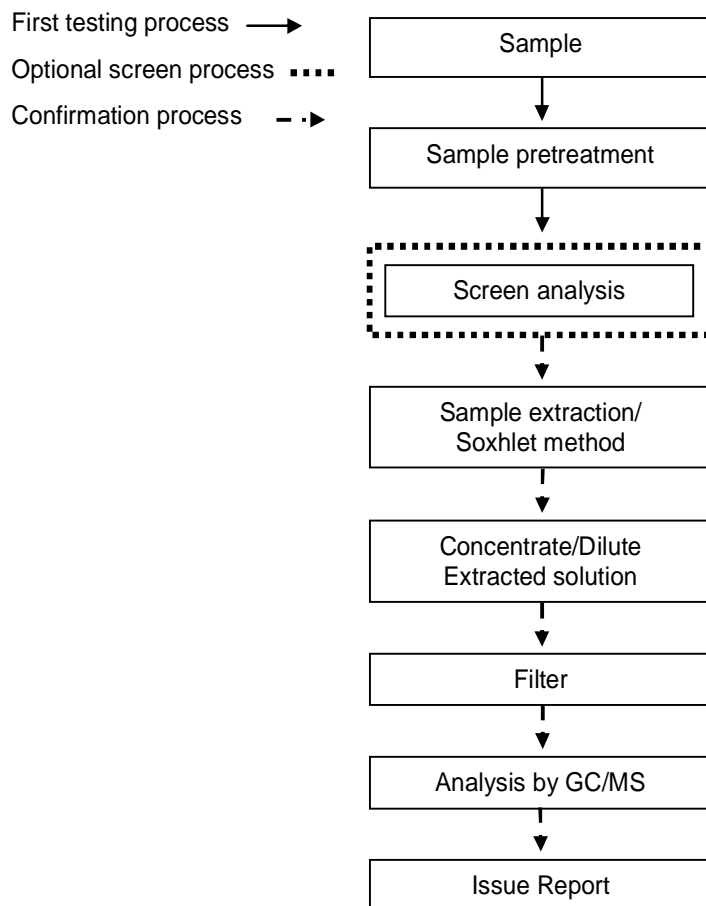 First testing process
Optional screen process
Confirmation process
Sample
Sample pretreatment
Screen analysis
Sample extraction/
Soxhlet method
Concentrate/Dilute
Extracted solution
Filter
Analysis by GC/MS
Issue Report